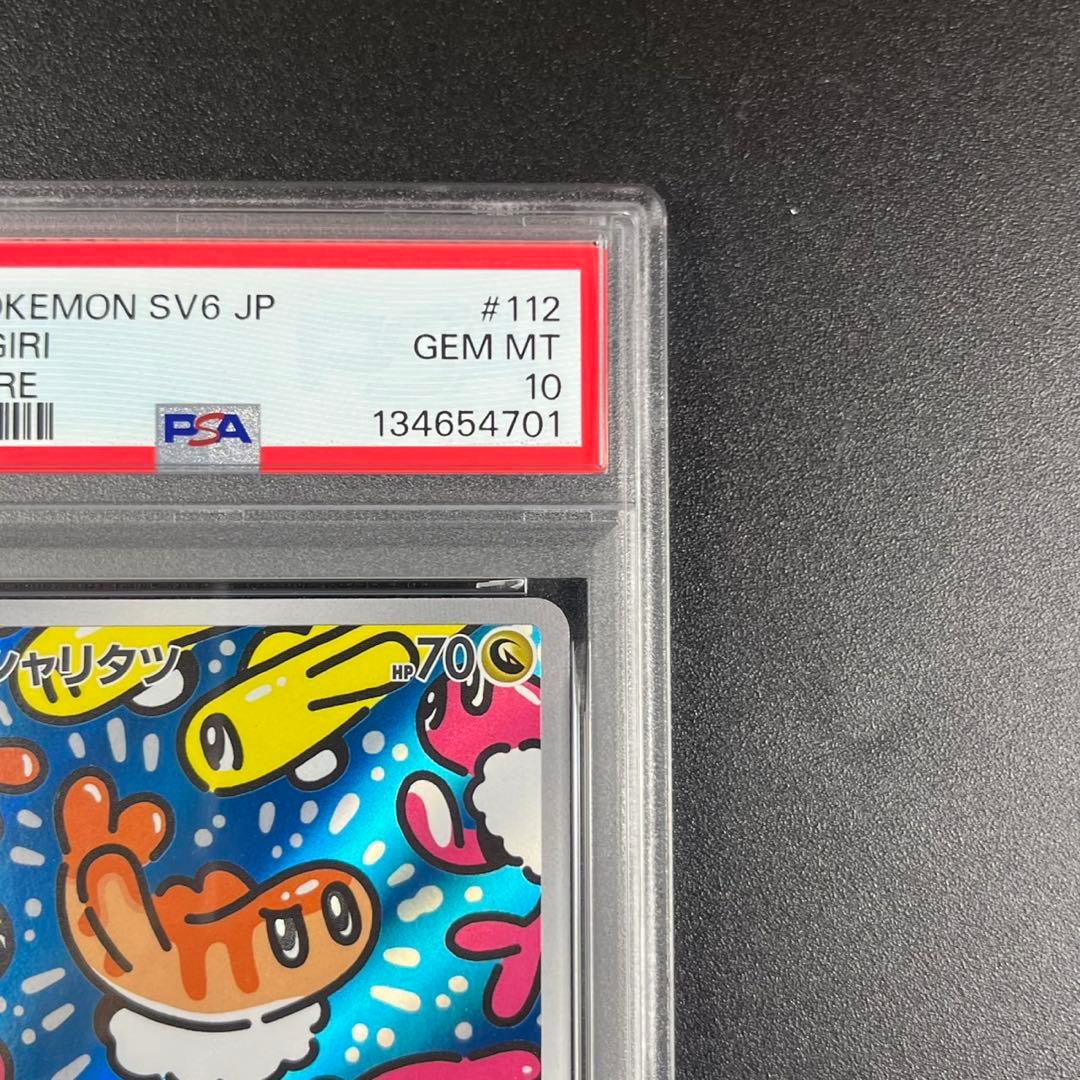 OKEMON SV6 JP #112
GIRI GEM MT
RE 10
PSA 134654701
シャリタツ HP70